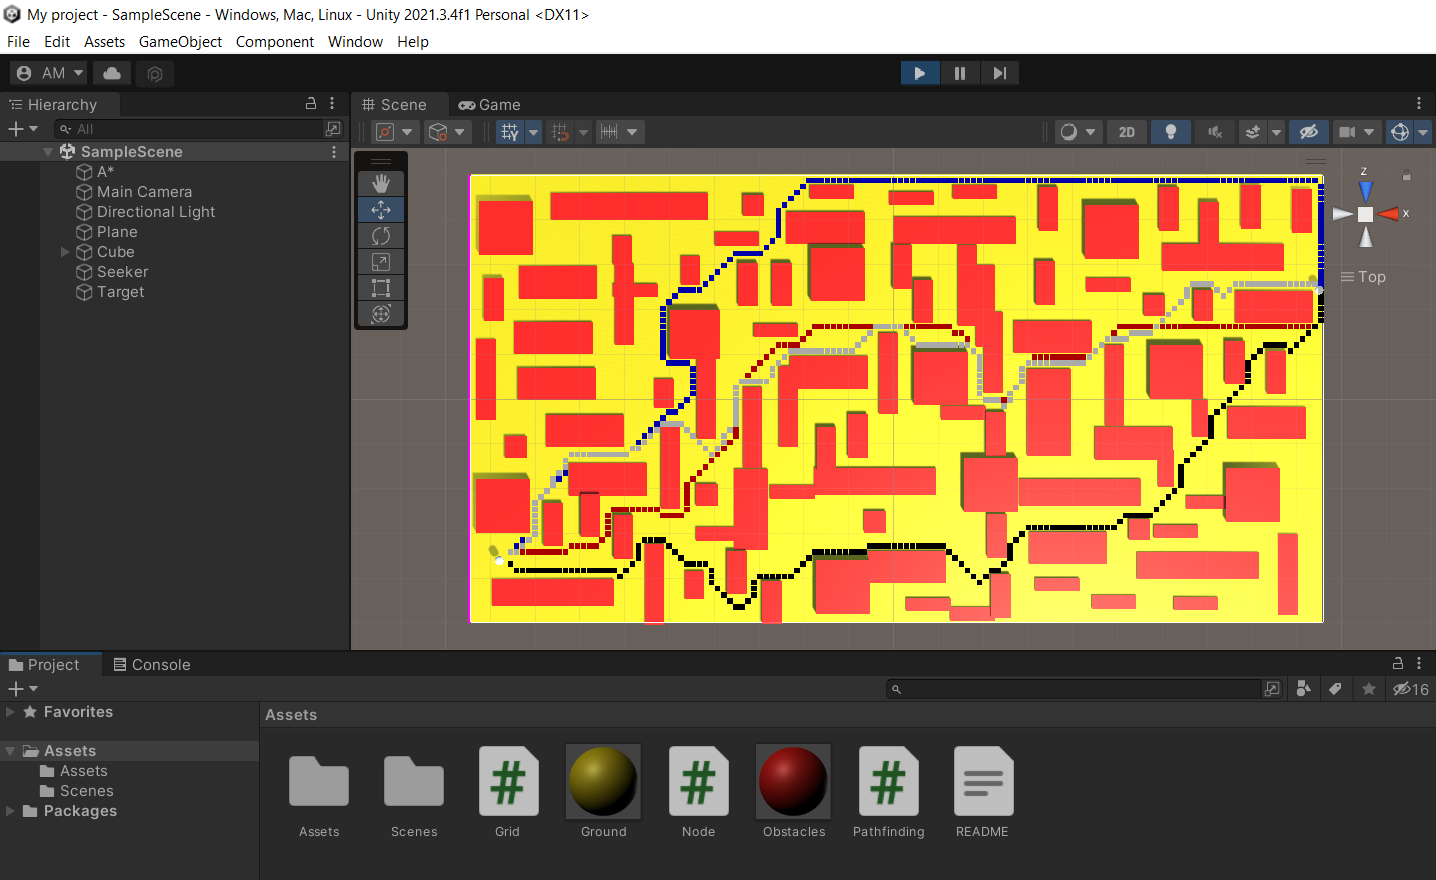 My project - SampleScene - Windows, Mac, Linux - Unity 2021.3.4f1 Personal <DX11>
File Edit Assets GameObject Component Window Help
AM
Hierarchy
Scene
Game
All
2D
SampleScene
A*
Main Camera
Directional Light
Plane
Cube
Seeker
Target
z
x
Top
Project
Console
16
Favorites
Assets
Assets
Scenes
Packages
Assets
Assets
Scenes
Grid
Ground
Node
Obstacles
Pathfinding
README